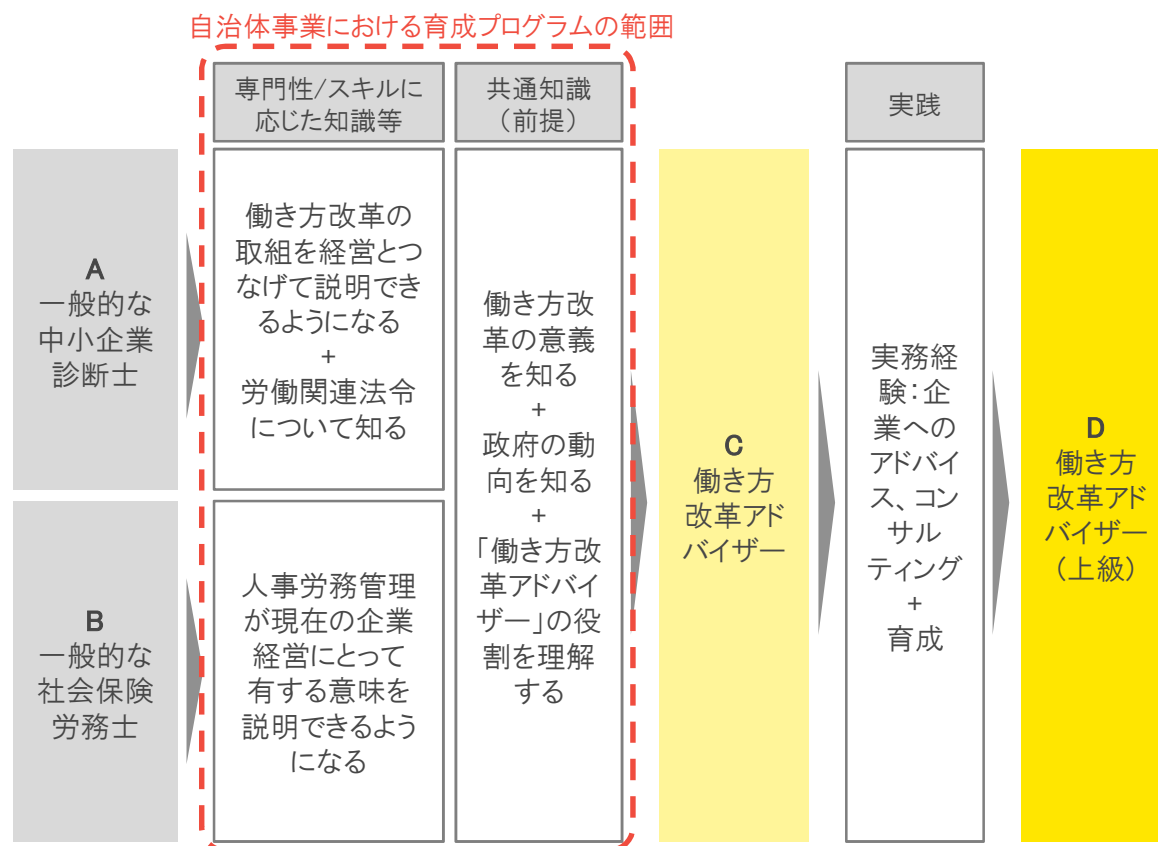 自治体事業における育成プログラムの範囲
専門性/スキルに
応じた知識等
共通知識
（前提）
実践
A
一般的な
中小企業
診断士
働き方改革の
取組を経営とつ
なげて説明でき
るようになる
+
労働関連法令
について知る
B
一般的な
社会保険
労務士
人事労務管理
が現在の企業
経営にとって
有する意味を
説明できるよう
になる
働き方改
革の意義
を知る
+
政府の動
向を知る
+
「働き方改
革アドバイ
ザー」の役
割を理解
する
C
働き方
改革アド
バイザー
実務経
験：企
業への
アドバイ
ス、コン
サル
ティング
+
育成
D
働き方
改革アド
バイザー
（上級）